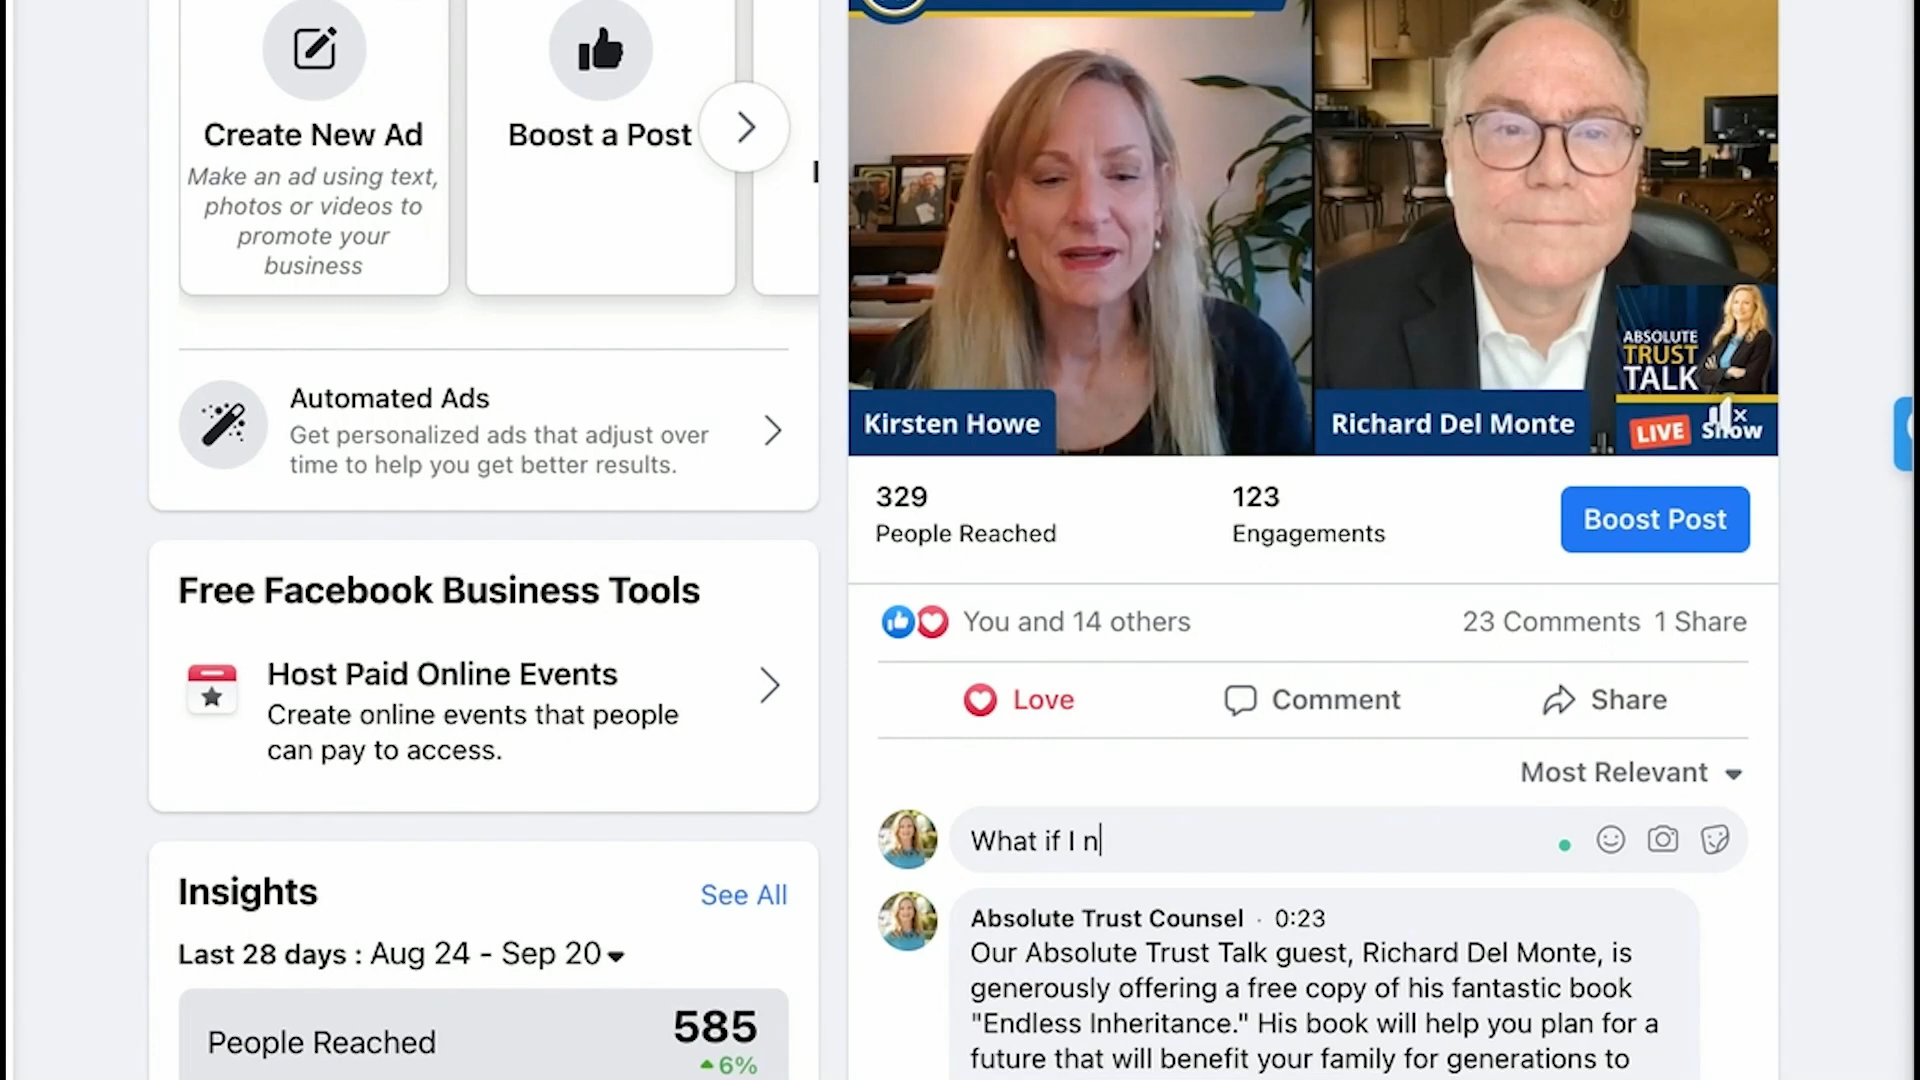 Create New Ad
Make an ad using text,
photos or videos to
promote your
business
Boost a Post
Automated Ads
Get personalized ads that adjust over
time to help you get better results.
Free Facebook Business Tools
Host Paid Online Events
Create online events that people
can pay to access.
Insights
See All
Last 28 days : Aug 24 - Sep 20
People Reached
585
6%
Kirsten Howe
Richard Del Monte
ABSOLUTE
TRUST
TALK
LIVE Show
329
People Reached
123
Engagements
Boost Post
You and 14 others
23 Comments 1 Share
Love
Comment
Share
Most Relevant
What if I n
Absolute Trust Counsel · 0:23
Our Absolute Trust Talk guest, Richard Del Monte, is
generously offering a free copy of his fantastic book
"Endless Inheritance." His book will help you plan for a
future that will benefit your family for generations to